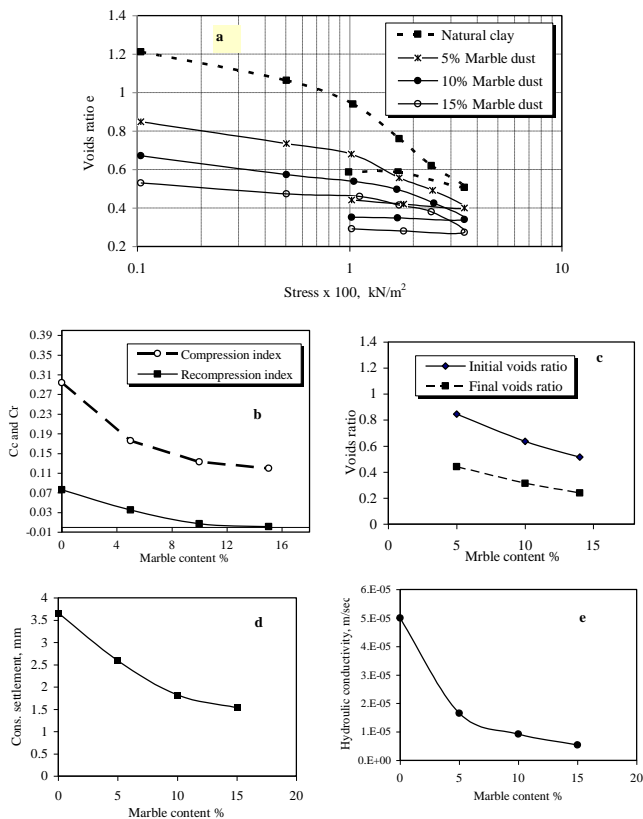 1.4
a
Natural clay
5% Marble dust
10% Marble dust
15% Marble dust
1.2
1
0.8
0.6
0.4
0.2
Voids ratio e
0.1 1 10
Stress x 100, kN/m²
0.39
0.35
0.31
0.27
0.23
0.19
0.15
0.11
0.07
0.03
-0.01
Cc and Cr
Compression index
Recompression index
b
0 4 8 12 16
Marble content %
1.4
1.2
1
0.8
0.6
0.4
0.2
0
Voids ratio
Initial voids ratio
Final voids ratio
c
0 5 10 15
Mrble content %
4
3.5
3
2.5
2
1.5
1
0.5
0
Cons. settlement, mm
d
0 5 10 15 20
Marble content %
6.E-05
5.E-05
4.E-05
3.E-05
2.E-05
1.E-05
0.E+00
Hydroulic conductivity, m/sec
e
0 5 10 15 20
Marble content %